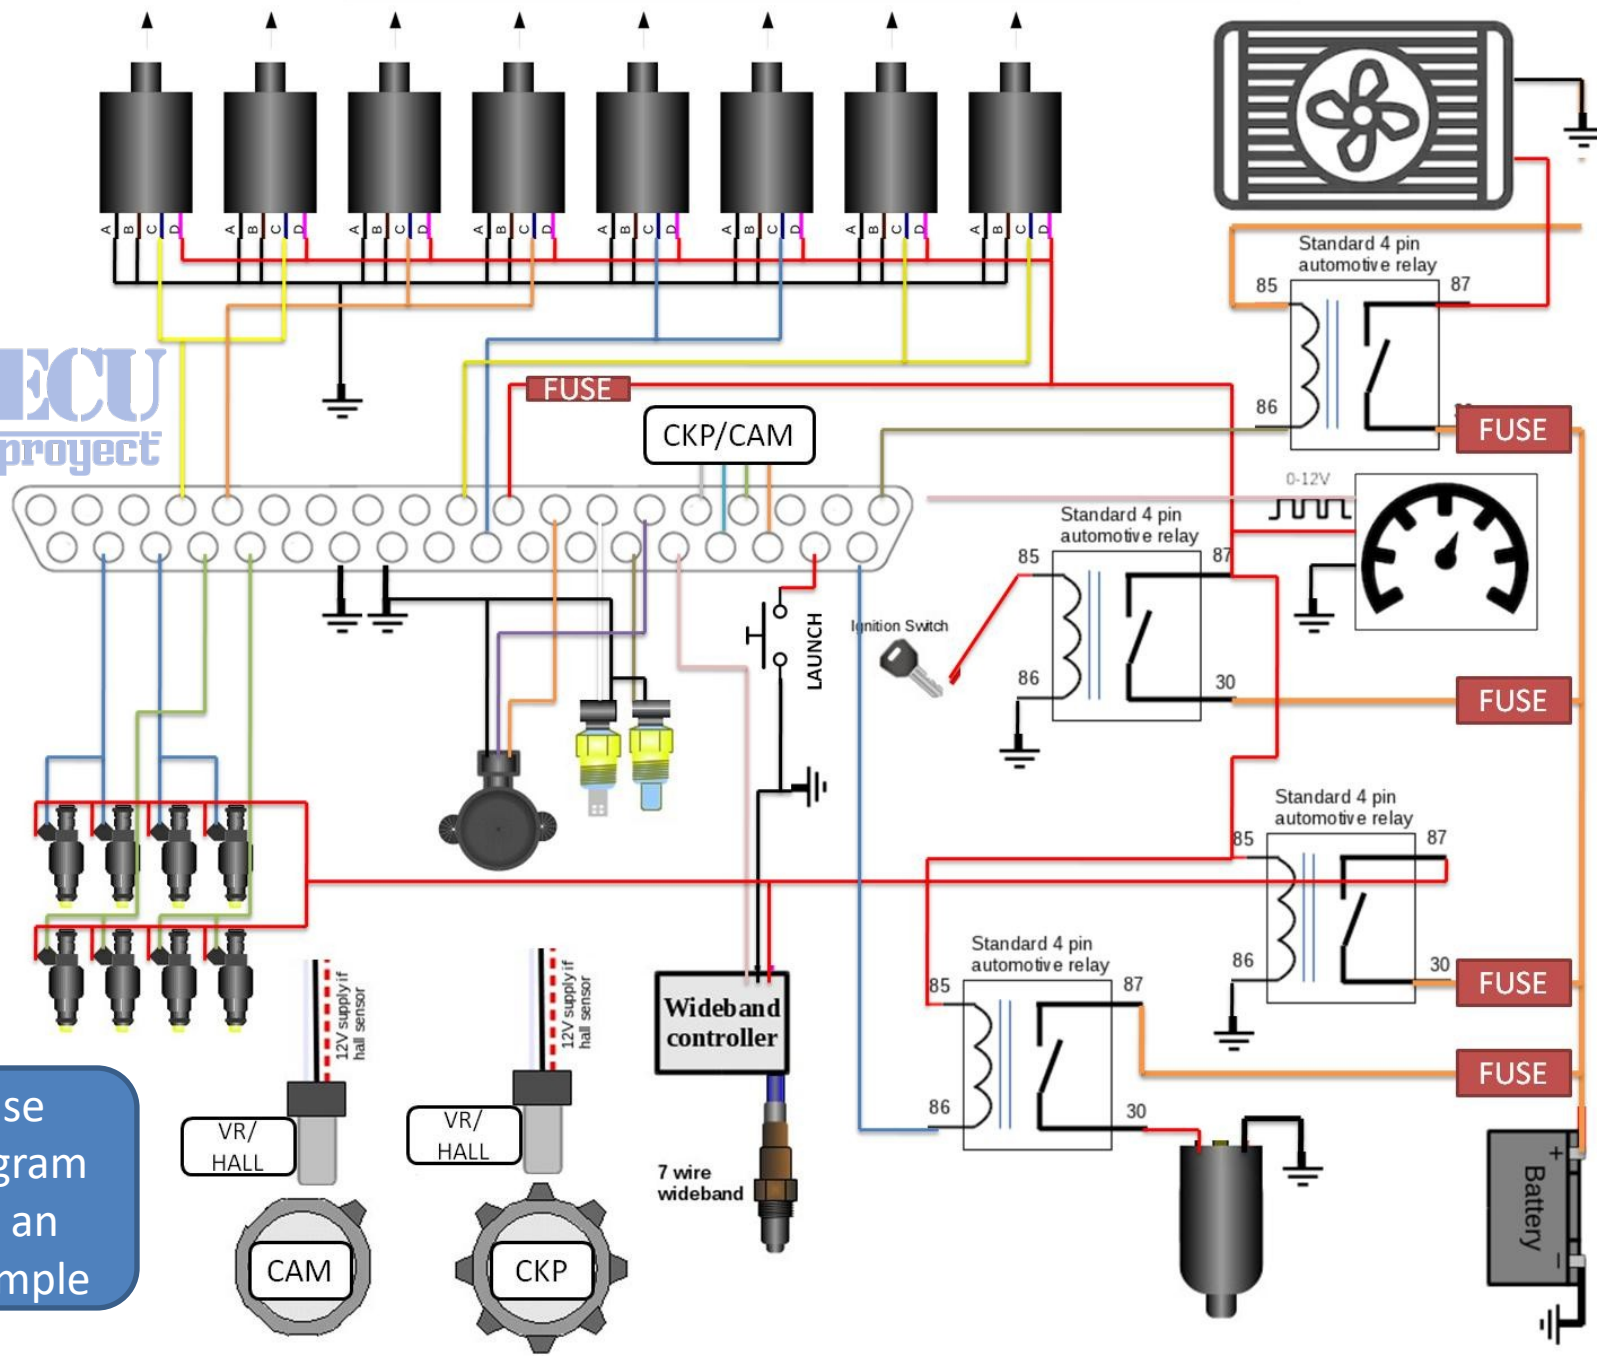 A B C D A B C D A B C D A B C D A B C D A B C D A B C D A B C D
Standard 4 pin
automotive relay
85
87
86
FUSE
ECU
proyect
FUSE
CKP/CAM
0-12V
Standard 4 pin
automotive relay
85
87
86
30
FUSE
Ignition Switch
LAUNCH
Standard 4 pin
automotive relay
85
87
86
30
FUSE
Standard 4 pin
automotive relay
85
87
86
30
FUSE
12V supply if
hall sensor
12V supply if
hall sensor
Wideband
controller
7 wire
wideband
VR/
HALL
VR/
HALL
CAM
CKP
se
gram
an
mple
+
Battery
−